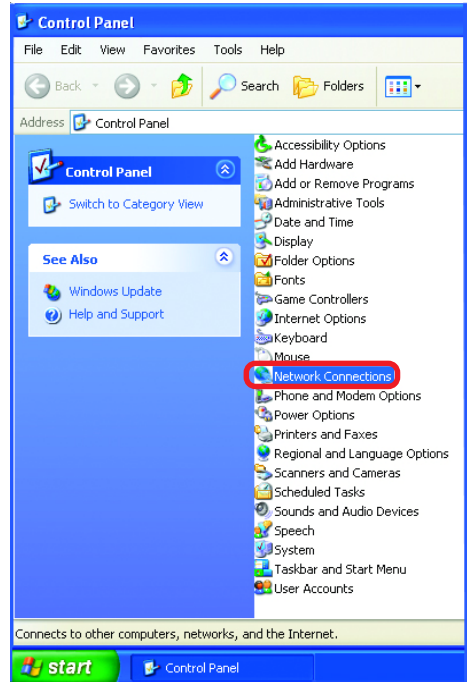 Control Panel
File Edit View Favorites Tools Help
Back Search Folders
Address Control Panel
Control Panel
Switch to Category View
See Also
Windows Update
Help and Support
Accessibility Options
Add Hardware
Add or Remove Programs
Administrative Tools
Date and Time
Display
Folder Options
Fonts
Game Controllers
Internet Options
Keyboard
Mouse
Network Connections
Phone and Modem Options
Power Options
Printers and Faxes
Regional and Language Options
Scanners and Cameras
Scheduled Tasks
Sounds and Audio Devices
Speech
System
Taskbar and Start Menu
User Accounts
Connects to other computers, networks, and the Internet.
start Control Panel